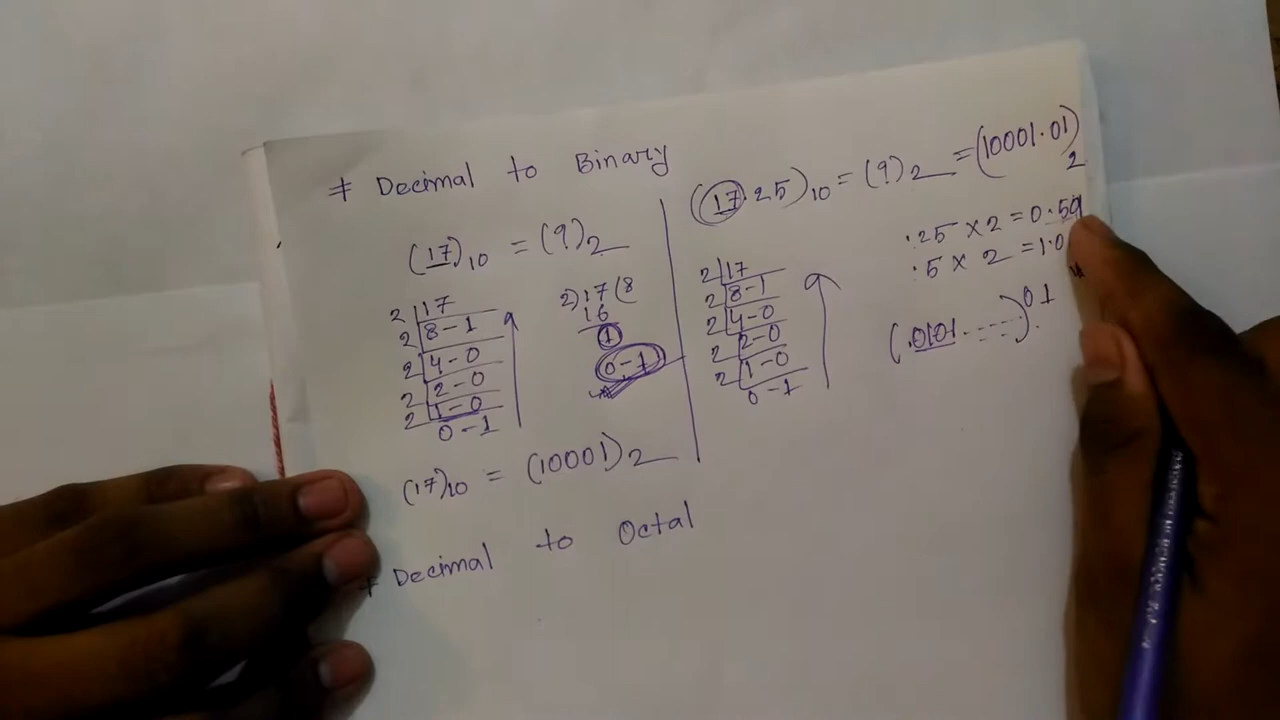 # Decimal to Binary
(17)10 = (?)2
2 17
2 8-1
2 4-0
2 2-0
2 1-0
0-1
2)17(8
16
1
0-1
(17)10 = (10001)2
(17.25)10 = (?)2 = (10001.01)2
2 17
2 8-1
2 4-0
2 2-0
2 1-0
0-1
.25 × 2 = 0.50
.5 × 2 = 1.0
01
(.0101.-----)
# Decimal to Octal